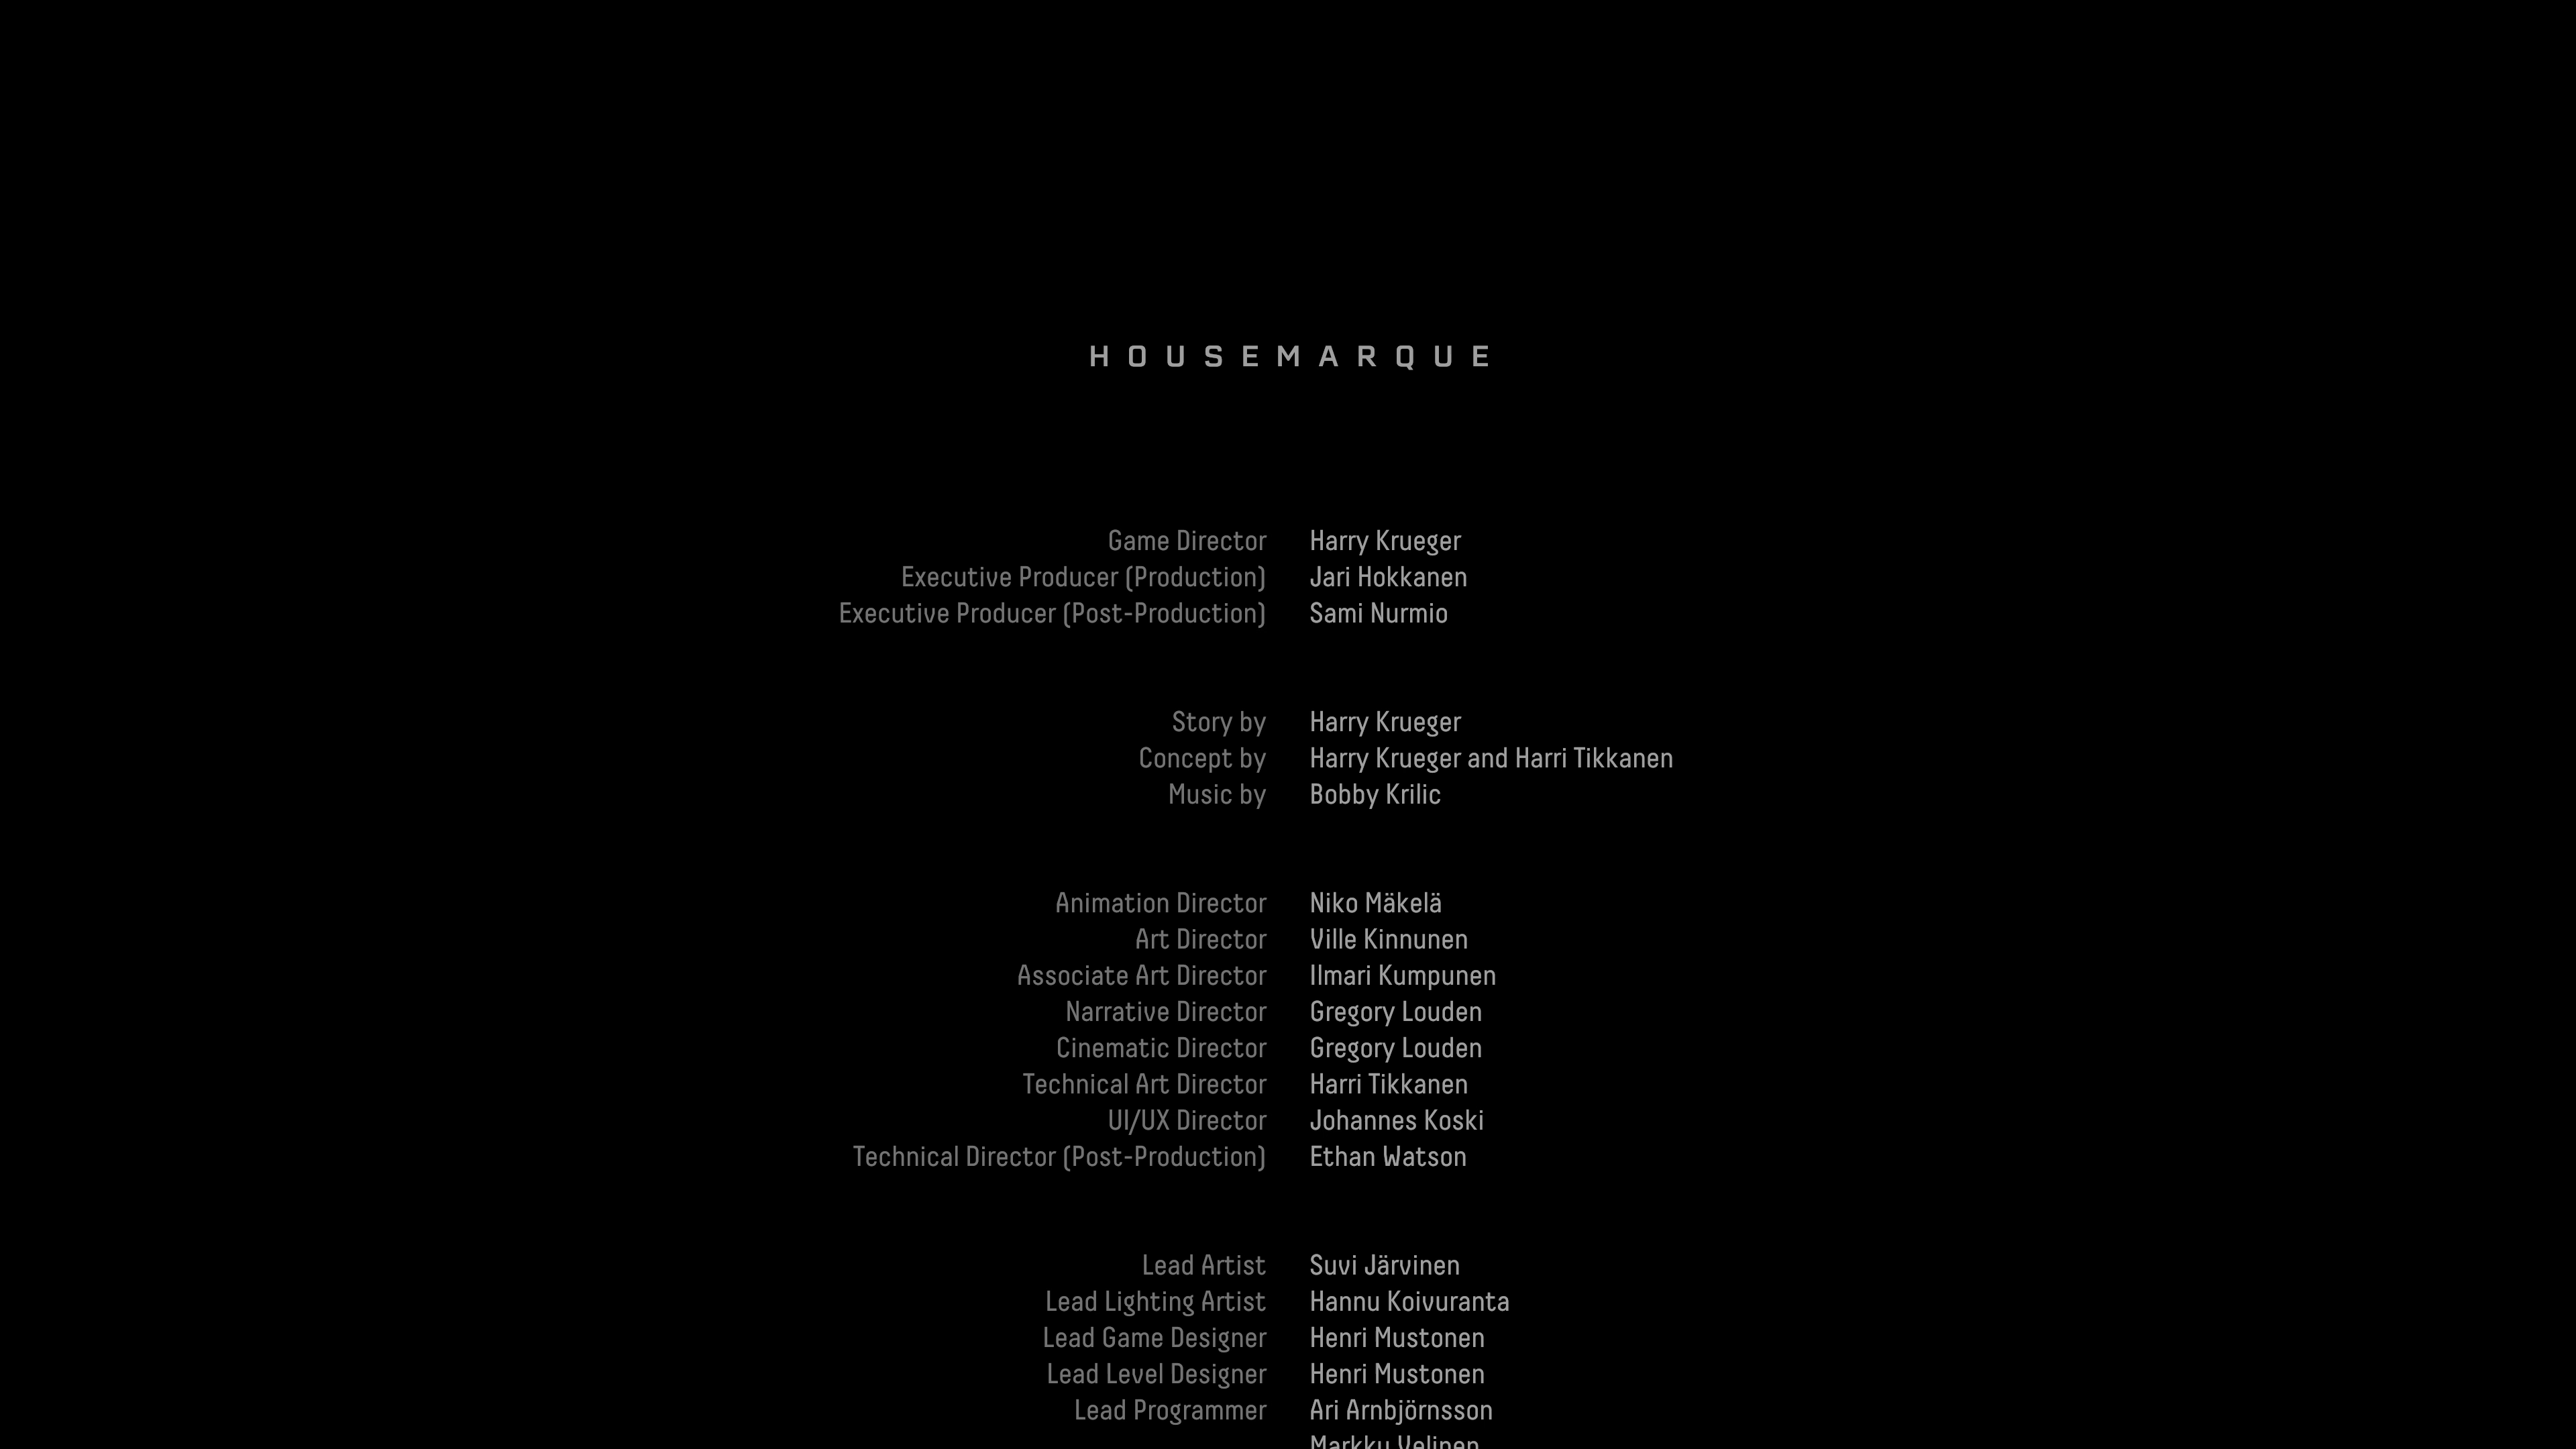 HOUSEMARQUE
Game Director Harry Krueger
Executive Producer (Production) Jari Hokkanen
Executive Producer (Post-Production) Sami Nurmio
Story by Harry Krueger
Concept by Harry Krueger and Harri Tikkanen
Music by Bobby Krilic
Animation Director Niko Mäkelä
Art Director Ville Kinnunen
Associate Art Director Ilmari Kumpunen
Narrative Director Gregory Louden
Cinematic Director Gregory Louden
Technical Art Director Harri Tikkanen
UI/UX Director Johannes Koski
Technical Director (Post-Production) Ethan Watson
Lead Artist Suvi Järvinen
Lead Lighting Artist Hannu Koivuranta
Lead Game Designer Henri Mustonen
Lead Level Designer Henri Mustonen
Lead Programmer Ari Arnbjörnsson
Markku Velinen